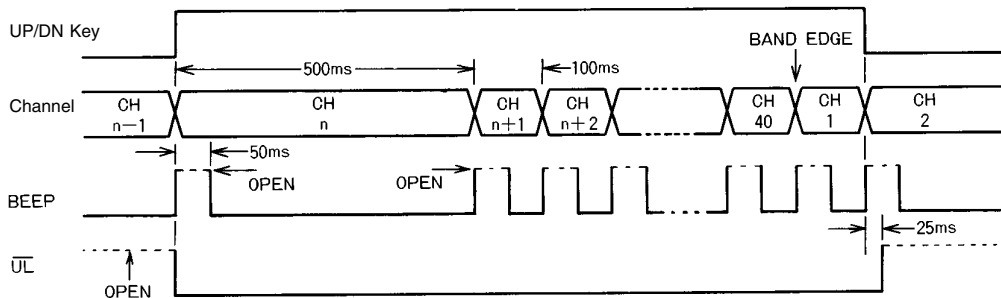 UP/DN Key
BAND EDGE
500ms
100ms
Channel
CH
n−1
CH
n
CH
n+1
CH
n+2
CH
40
CH
1
CH
2
50ms
OPEN
OPEN
BEEP
25ms
UL
OPEN